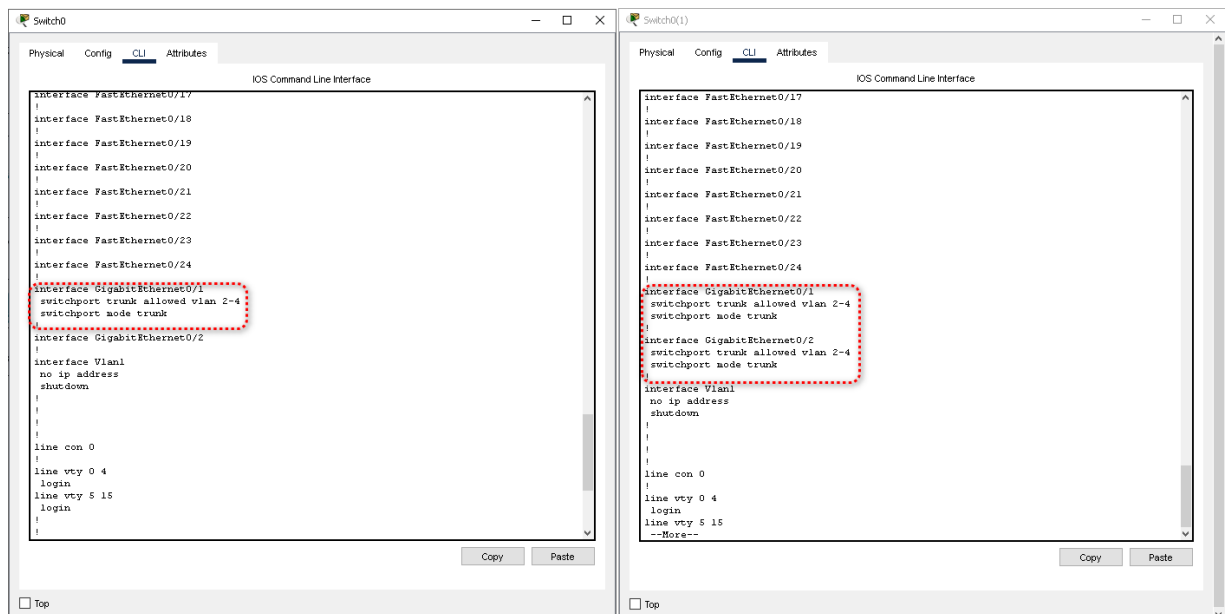 Switch0
Physical Config CLI Attributes
IOS Command Line Interface
interface FastEthernet0/17
!
interface FastEthernet0/18
!
interface FastEthernet0/19
!
interface FastEthernet0/20
!
interface FastEthernet0/21
!
interface FastEthernet0/22
!
interface FastEthernet0/23
!
interface FastEthernet0/24
!
interface GigabitEthernet0/1
switchport trunk allowed vlan 2-4
switchport mode trunk
!
interface GigabitEthernet0/2
!
interface Vlan1
no ip address
shutdown
!
!
!
!
line con 0
!
line vty 0 4
login
line vty 5 15
login
!
!
Copy Paste
Top
Switch0(1)
Physical Config CLI Attributes
IOS Command Line Interface
interface FastEthernet0/17
!
interface FastEthernet0/18
!
interface FastEthernet0/19
!
interface FastEthernet0/20
!
interface FastEthernet0/21
!
interface FastEthernet0/22
!
interface FastEthernet0/23
!
interface FastEthernet0/24
!
interface GigabitEthernet0/1
switchport trunk allowed vlan 2-4
switchport mode trunk
!
interface GigabitEthernet0/2
switchport trunk allowed vlan 2-4
switchport mode trunk
!
interface Vlan1
no ip address
shutdown
!
!
!
!
line con 0
!
line vty 0 4
login
line vty 5 15
--More--
Copy Paste
Top